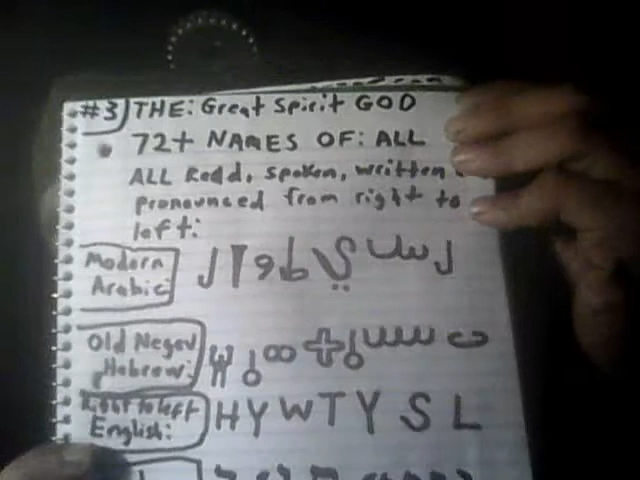 #3 THE: Great Spirit GOD
72+ NAMES OF: ALL
ALL Read, spoken, written
pronounced from right to
left:
Modern
Arabic
Old Negev
Hebrew:
Right to left
English:
H Y W T Y S L